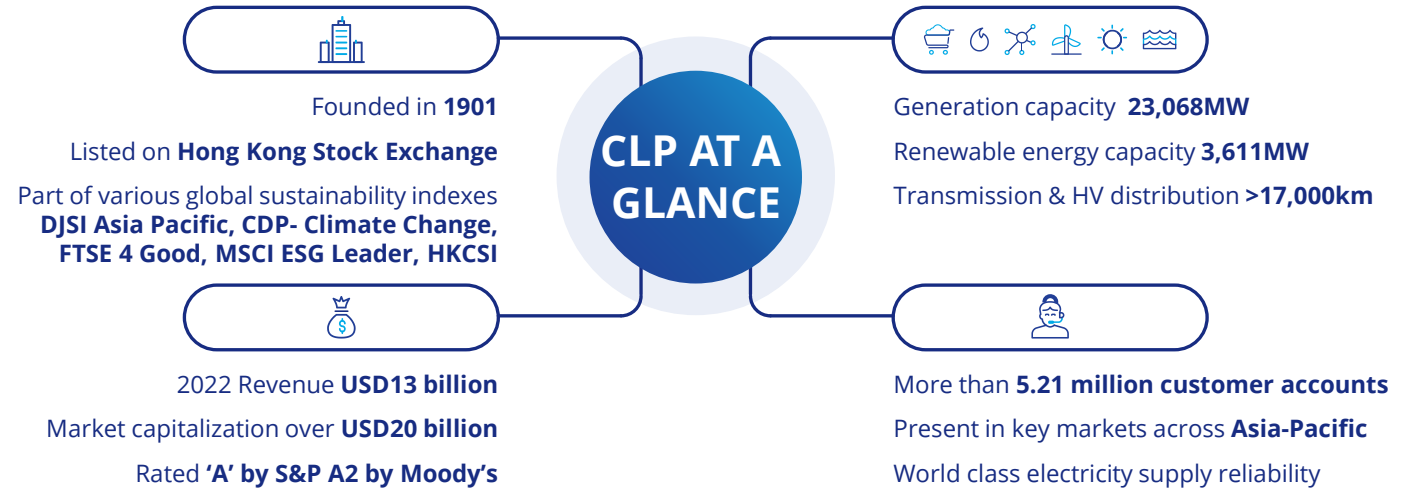 CLP AT A
GLANCE
Founded in 1901
Listed on Hong Kong Stock Exchange
Part of various global sustainability indexes
DJSI Asia Pacific, CDP- Climate Change,
FTSE 4 Good, MSCI ESG Leader, HKCSI
Generation capacity 23,068MW
Renewable energy capacity 3,611MW
Transmission & HV distribution >17,000km
$
2022 Revenue USD13 billion
Market capitalization over USD20 billion
Rated ‘A’ by S&P A2 by Moody’s
More than 5.21 million customer accounts
Present in key markets across Asia-Pacific
World class electricity supply reliability